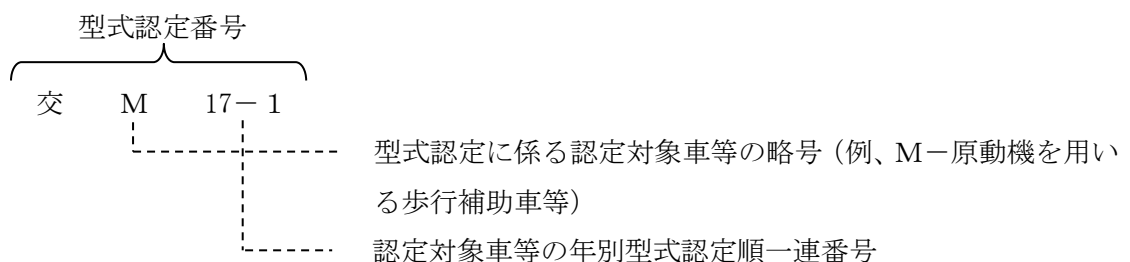 型式認定番号
交 M 17－1
型式認定に係る認定対象車等の略号（例、M－原動機を用い
る歩行補助車等）
認定対象車等の年別型式認定順一連番号